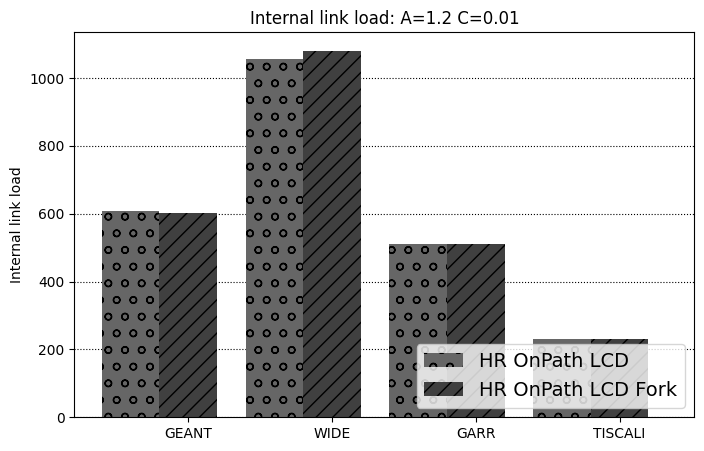 Internal link load: A=1.2 C=0.01
Internal link load
1000
800
600
400
200
0
HR OnPath LCD
HR OnPath LCD Fork
GEANT
WIDE
GARR
TISCALI